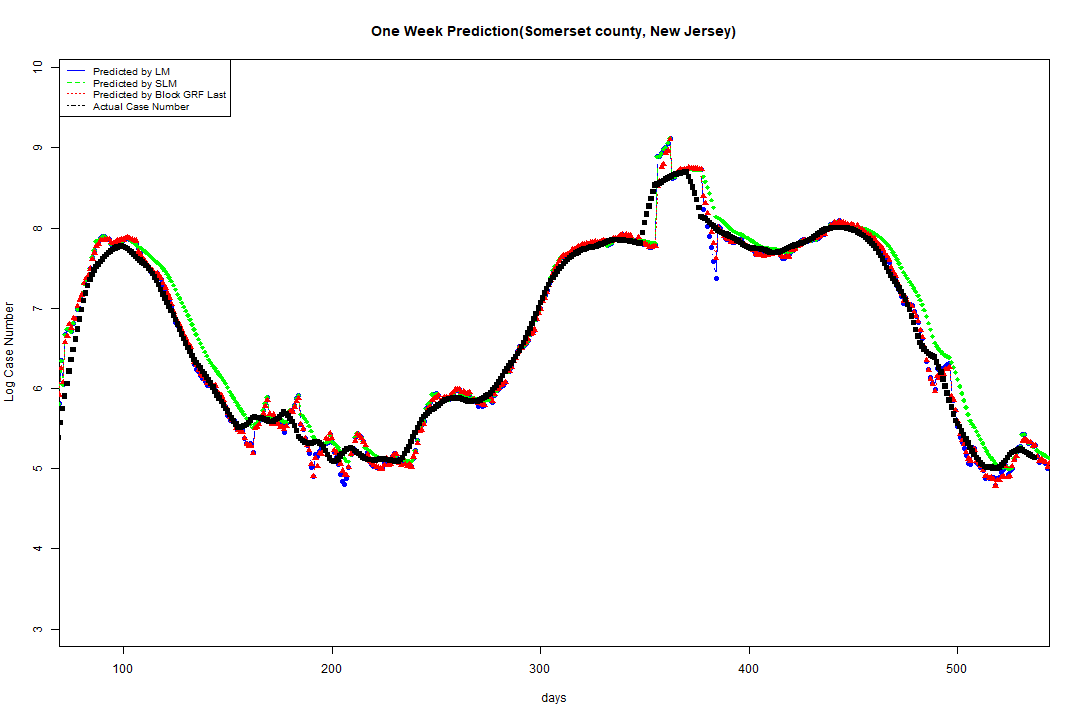 One Week Prediction(Somerset county, New Jersey)
Predicted by LM
Predicted by SLM
Predicted by Block GRF Last
Actual Case Number
10
9
8
7
6
5
4
3
Log Case Number
100 200 300 400 500
days